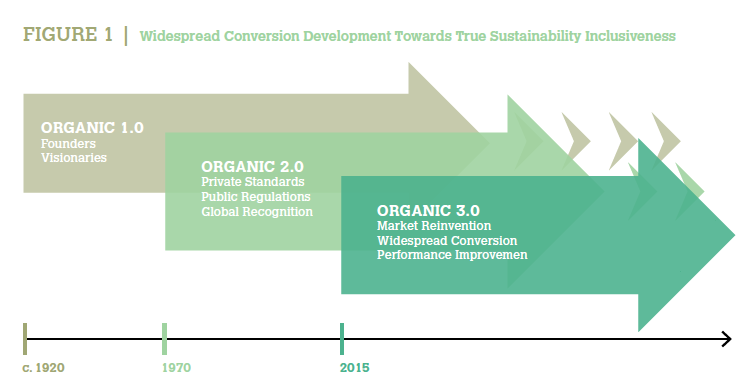 FIGURE 1 | Widespread Conversion Development Towards True Sustainability Inclusiveness
ORGANIC 1.0
Founders
Visionaries
ORGANIC 2.0
Private Standards
Public Regulations
Global Recognition
ORGANIC 3.0
Market Reinvention
Widespread Conversion
Performance Improvemen
c. 1920
1970
2015